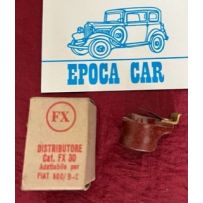 EPOCA CAR
FX
DISTRIBUTORE
Cat. FX 30
Adattabile per
FIAT 600/D-E